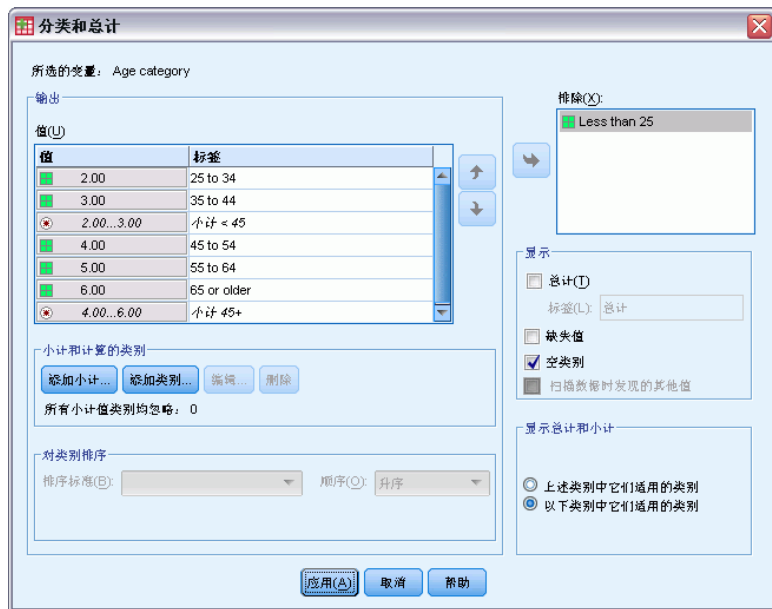 分类和总计
所选的变量： Age category
输出
值(U)
值 标签
2.00 25 to 34
3.00 35 to 44
2.00...3.00 小计 < 45
4.00 45 to 54
5.00 55 to 64
6.00 65 or older
4.00...6.00 小计 45+
小计和计算的类别
添加小计... 添加类别... 编辑... 删除
所有小计值类别均忽略： 0
对类别排序
排序标准(B): 顺序(O): 升序
排除(X):
Less than 25
显示
总计(T)
标签(L): 总计
缺失值
空类别
扫描数据时发现的其他值
显示总计和小计
上述类别中它们适用的类别
以下类别中它们适用的类别
应用(A) 取消 帮助